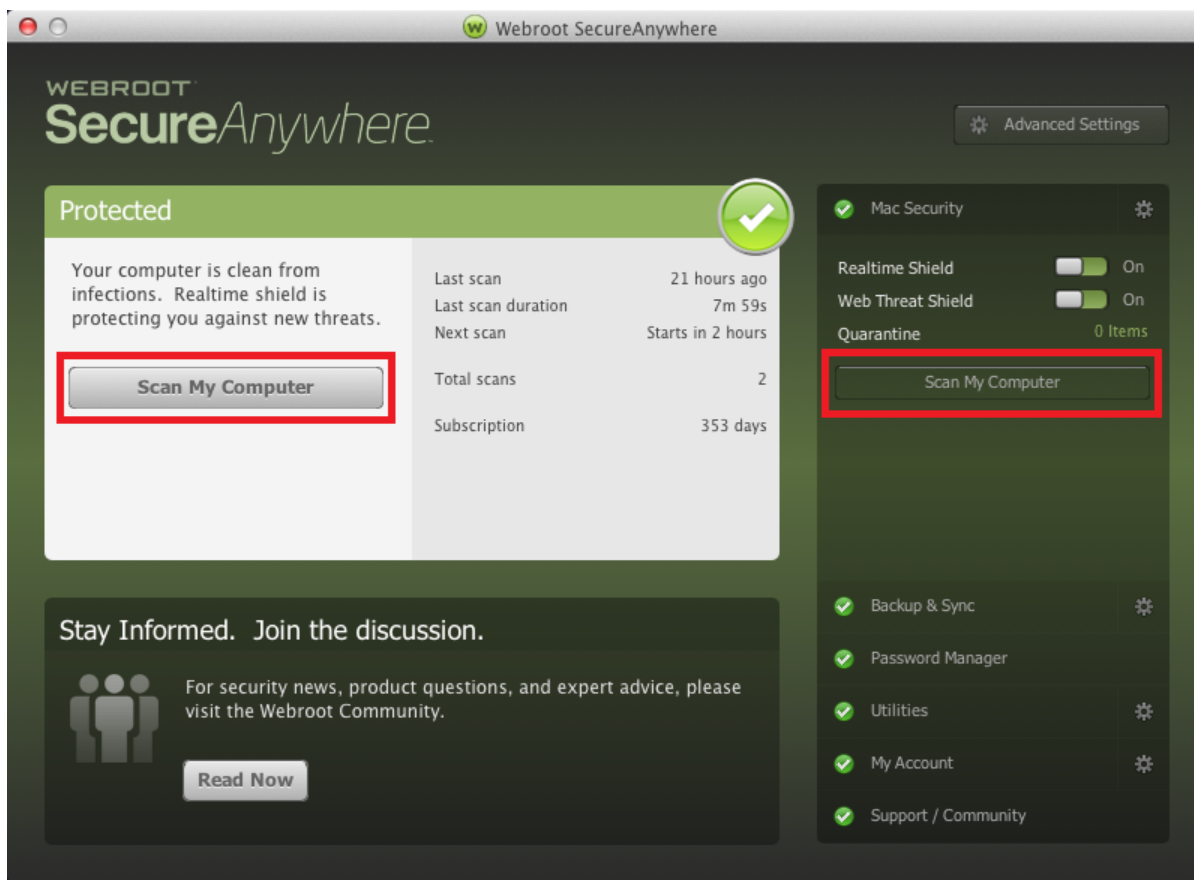 Webroot SecureAnywhere
WEBROOT
SecureAnywhere.
Advanced Settings
Protected
Your computer is clean from
infections. Realtime shield is
protecting you against new threats.
Scan My Computer
Last scan 21 hours ago
Last scan duration 7m 59s
Next scan Starts in 2 hours
Total scans 2
Subscription 353 days
Mac Security
Realtime Shield On
Web Threat Shield On
Quarantine 0 Items
Scan My Computer
Stay Informed. Join the discussion.
For security news, product questions, and expert advice, please
visit the Webroot Community.
Read Now
Backup & Sync
Password Manager
Utilities
My Account
Support / Community